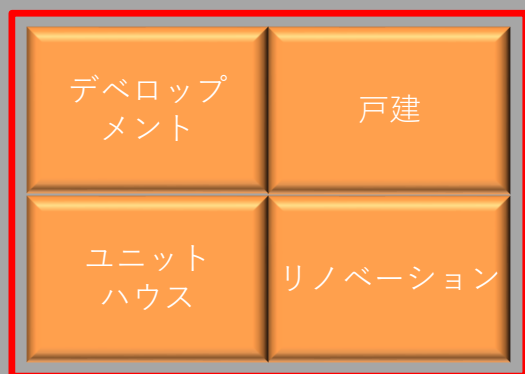 デベロップ
メント
戸建
ユニット
ハウス
リノベーション